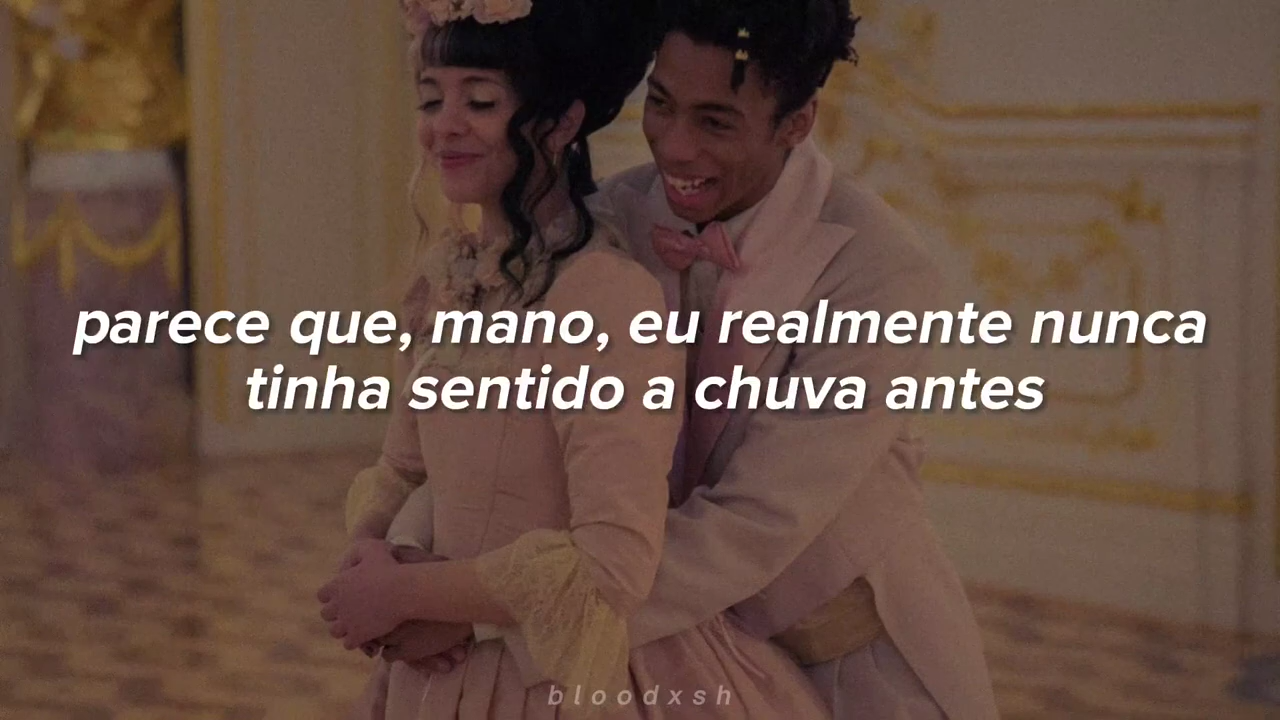 parece que, mano, eu realmente nunca
tinha sentido a chuva antes
bloodxsh